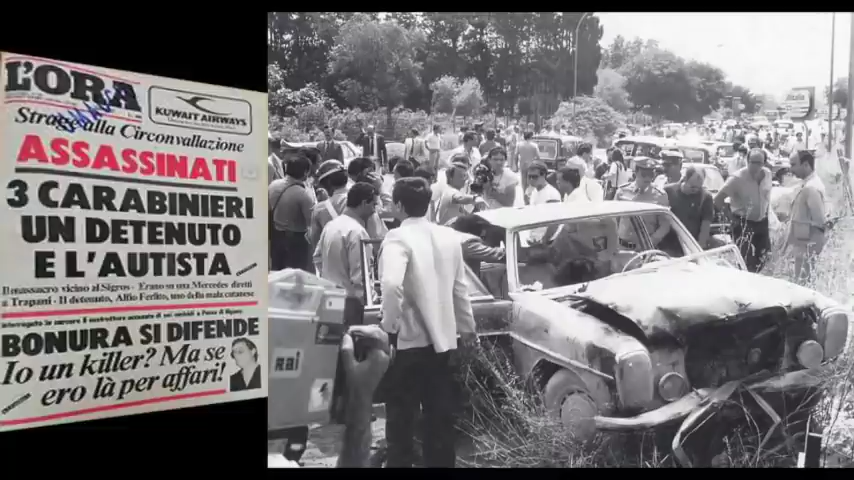 L'ORA
KUWAIT AIRWAYS
Strage alla Circonvallazione
ASSASSINATI
3 CARABINIERI
UN DETENUTO
E L'AUTISTA
Il massacro vicino al Sigros - Erano su una Mercedes diretti
a Trapani - Il detenuto, Alfio Ferlito, uno della mala catanese
BONURA SI DIFENDE
Io un killer? Ma se
ero là per affari!
Rai